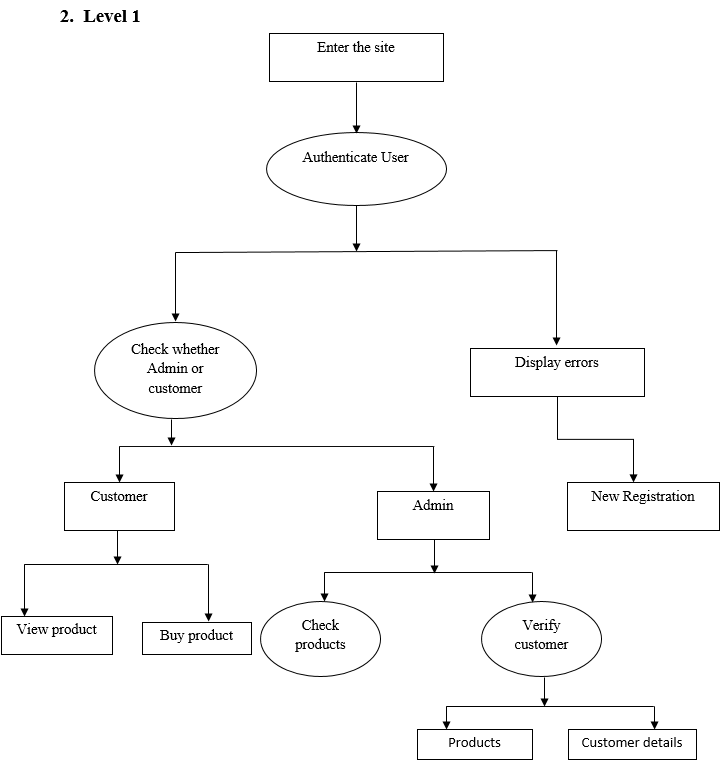 2. Level 1
Enter the site
Authenticate User
Check whether
Admin or
customer
Display errors
Customer
Admin
New Registration
View product
Buy product
Check
products
Verify
customer
Products
Customer details